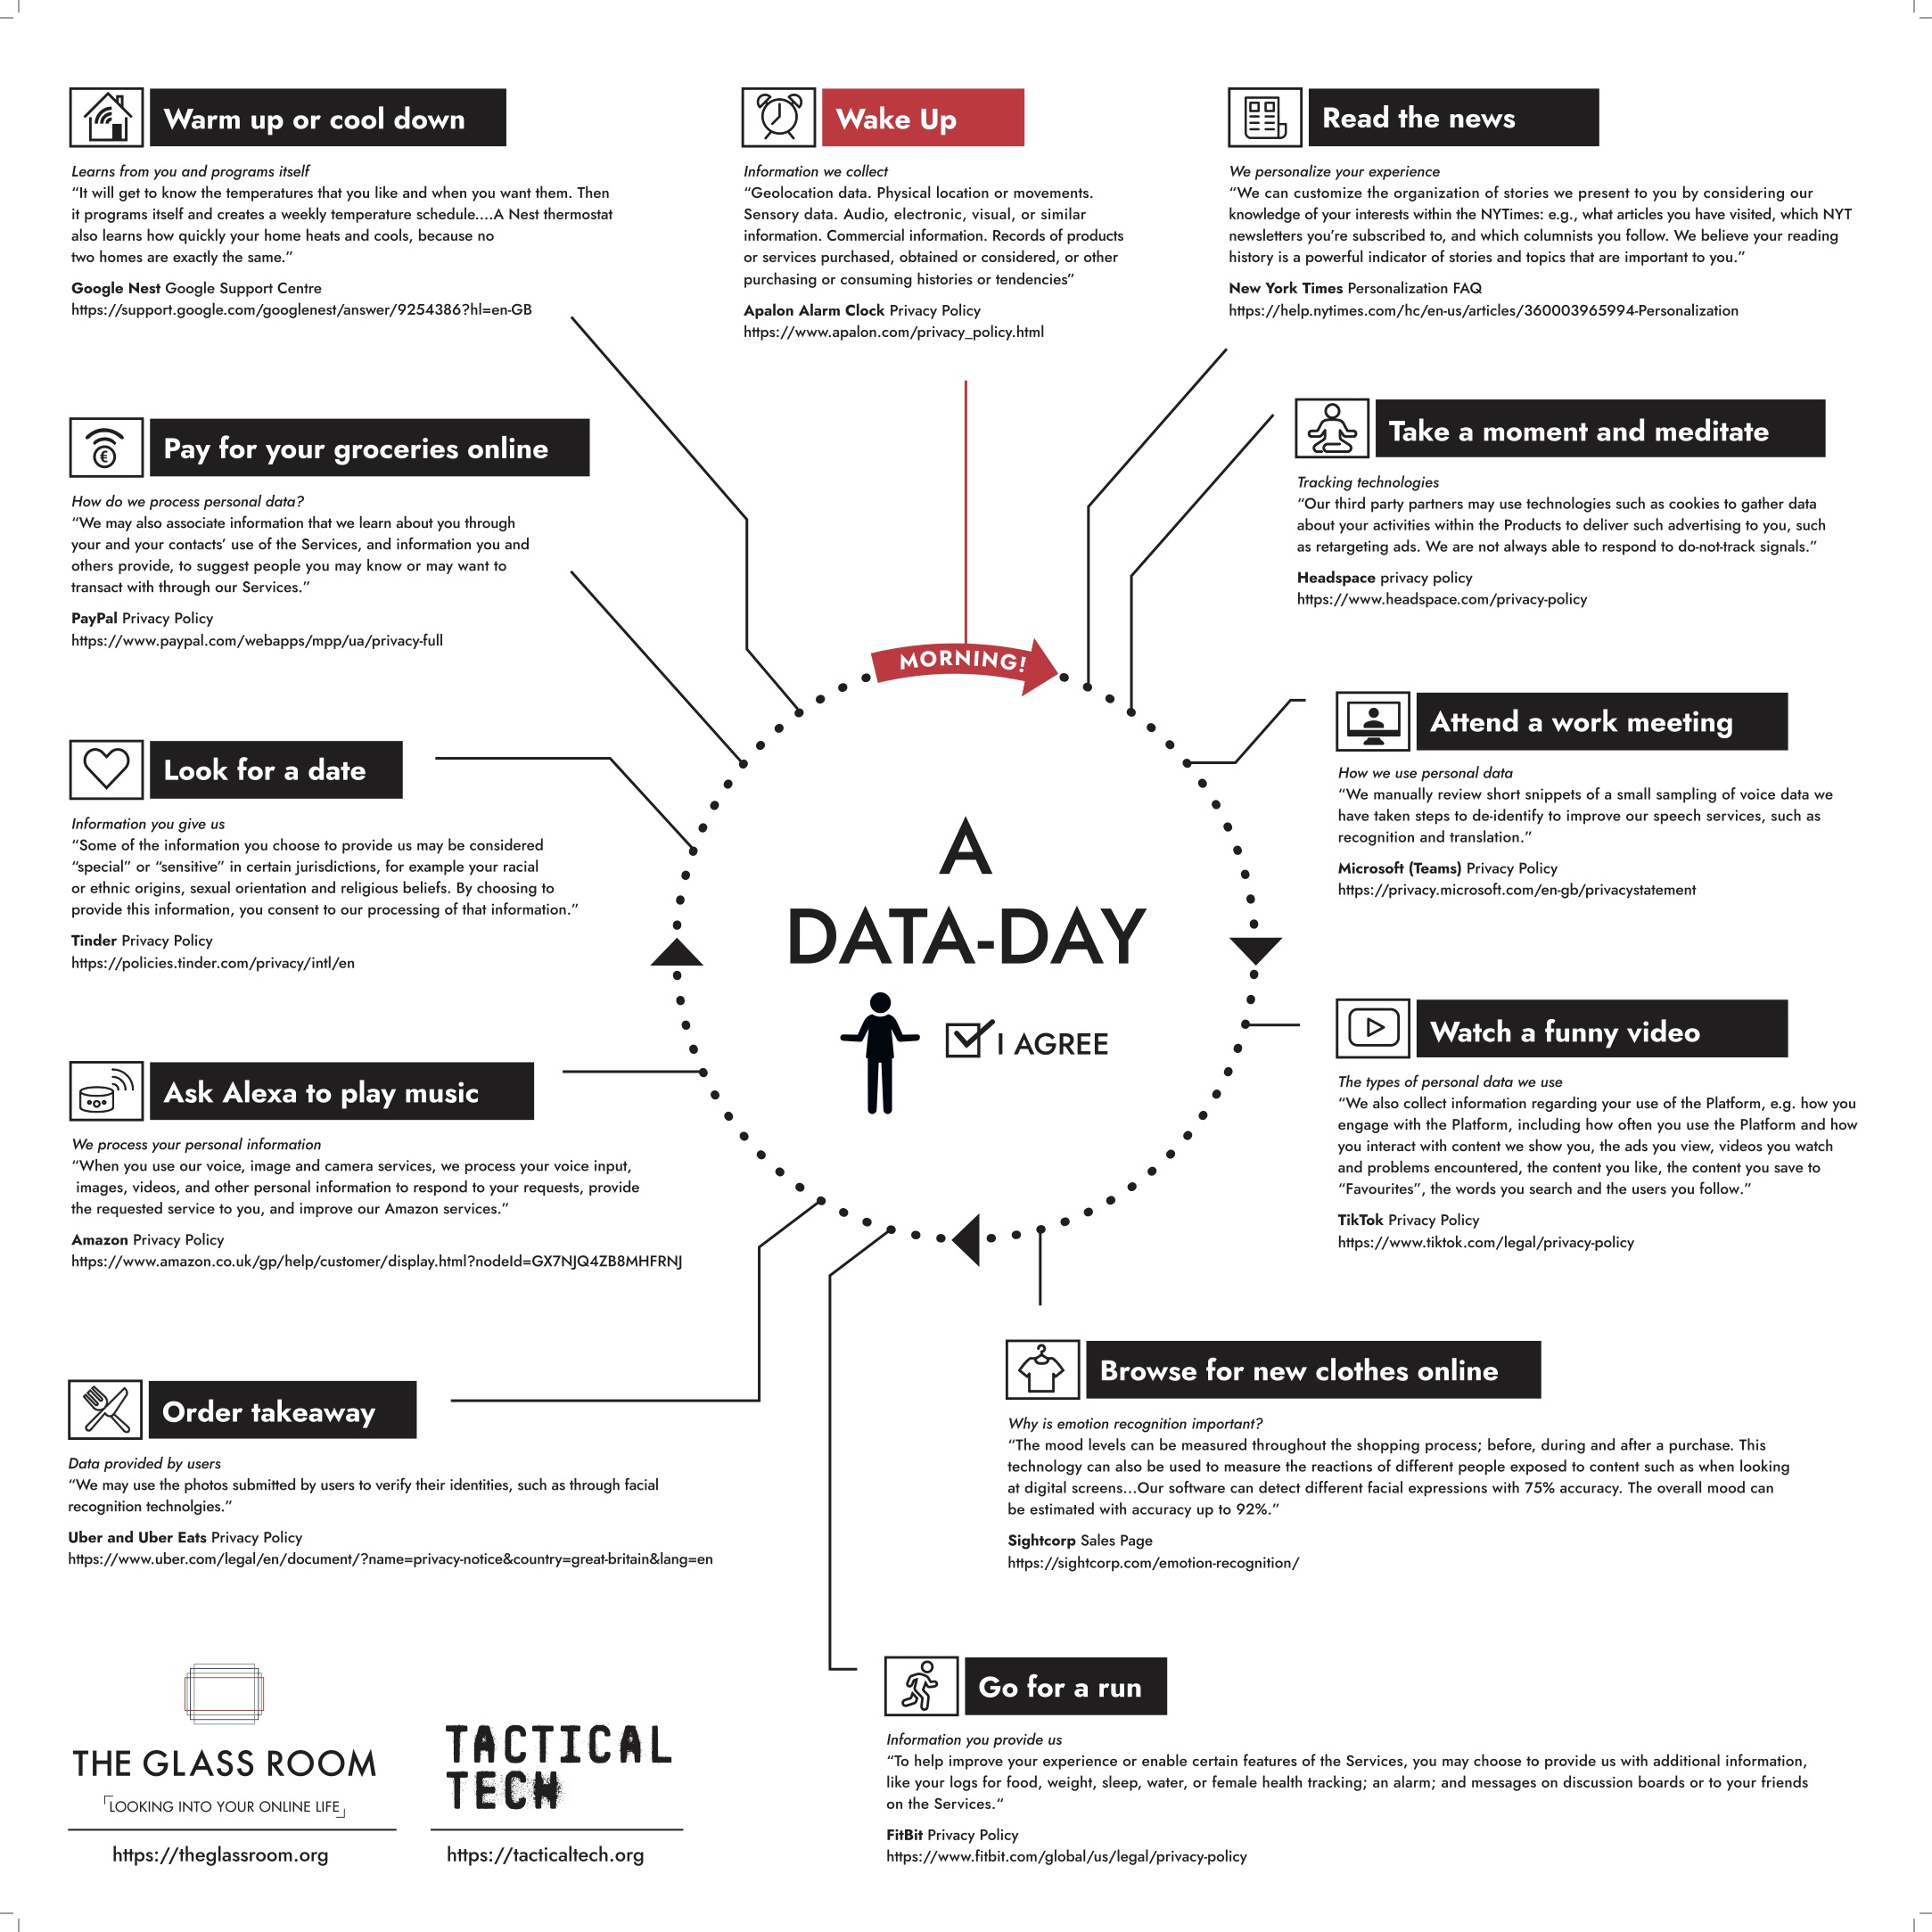 Warm up or cool down
Learns from you and programs itself
“It will get to know the temperatures that you like and when you want them. Then
it programs itself and creates a weekly temperature schedule....A Nest thermostat
also learns how quickly your home heats and cools, because no
two homes are exactly the same.”
Google Nest Google Support Centre
https://support.google.com/googlenest/answer/9254386?hl=en-GB
Wake Up
Information we collect
“Geolocation data. Physical location or movements.
Sensory data. Audio, electronic, visual, or similar
information. Commercial information. Records of products
or services purchased, obtained or considered, or other
purchasing or consuming histories or tendencies”
Apalon Alarm Clock Privacy Policy
https://www.apalon.com/privacy_policy.html
Read the news
We personalize your experience
“We can customize the organization of stories we present to you by considering our
knowledge of your interests within the NYTimes: e.g., what articles you have visited, which NYT
newsletters you’re subscribed to, and which columnists you follow. We believe your reading
history is a powerful indicator of stories and topics that are important to you.”
New York Times Personalization FAQ
https://help.nytimes.com/hc/en-us/articles/360003965994-Personalization
Take a moment and meditate
Tracking technologies
“Our third party partners may use technologies such as cookies to gather data
about your activities within the Products to deliver such advertising to you, such
as retargeting ads. We are not always able to respond to do-not-track signals.”
Headspace privacy policy
https://www.headspace.com/privacy-policy
Attend a work meeting
How we use personal data
“We manually review short snippets of a small sampling of voice data we
have taken steps to de-identify to improve our speech services, such as
recognition and translation.”
Microsoft (Teams) Privacy Policy
https://privacy.microsoft.com/en-gb/privacystatement
Watch a funny video
The types of personal data we use
“We also collect information regarding your use of the Platform, e.g. how you
engage with the Platform, including how often you use the Platform and how
you interact with content we show you, the ads you view, videos you watch
and problems encountered, the content you like, the content you save to
“Favourites”, the words you search and the users you follow.”
TikTok Privacy Policy
https://www.tiktok.com/legal/privacy-policy
Browse for new clothes online
Why is emotion recognition important?
“The mood levels can be measured throughout the shopping process; before, during and after a purchase. This
technology can also be used to measure the reactions of different people exposed to content such as when looking
at digital screens...Our software can detect different facial expressions with 75% accuracy. The overall mood can
be estimated with accuracy up to 92%.”
Sightcorp Sales Page
https://sightcorp.com/emotion-recognition/
Go for a run
Information you provide us
“To help improve your experience or enable certain features of the Services, you may choose to provide us with additional information,
like your logs for food, weight, sleep, water, or female health tracking; an alarm; and messages on discussion boards or to your friends
on the Services.“
FitBit Privacy Policy
https://www.fitbit.com/global/us/legal/privacy-policy
Order takeaway
Data provided by users
“We may use the photos submitted by users to verify their identities, such as through facial
recognition technolgies.”
Uber and Uber Eats Privacy Policy
https://www.uber.com/legal/en/document/?name=privacy-notice&country=great-britain&lang=en
Ask Alexa to play music
We process your personal information
“When you use our voice, image and camera services, we process your voice input,
images, videos, and other personal information to respond to your requests, provide
the requested service to you, and improve our Amazon services.”
Amazon Privacy Policy
https://www.amazon.co.uk/gp/help/customer/display.html?nodeId=GX7NJQ4ZB8MHFRNJ
Look for a date
Information you give us
“Some of the information you choose to provide us may be considered
“special” or “sensitive” in certain jurisdictions, for example your racial
or ethnic origins, sexual orientation and religious beliefs. By choosing to
provide this information, you consent to our processing of that information.”
Tinder Privacy Policy
https://policies.tinder.com/privacy/intl/en
Pay for your groceries online
€
How do we process personal data?
“We may also associate information that we learn about you through
your and your contacts’ use of the Services, and information you and
others provide, to suggest people you may know or may want to
transact with through our Services.”
PayPal Privacy Policy
https://www.paypal.com/webapps/mpp/ua/privacy-full
MORNING!
A
DATA-DAY
I AGREE
THE GLASS ROOM
LOOKING INTO YOUR ONLINE LIFE
https://theglassroom.org
TACTICAL
TECH
https://tacticaltech.org